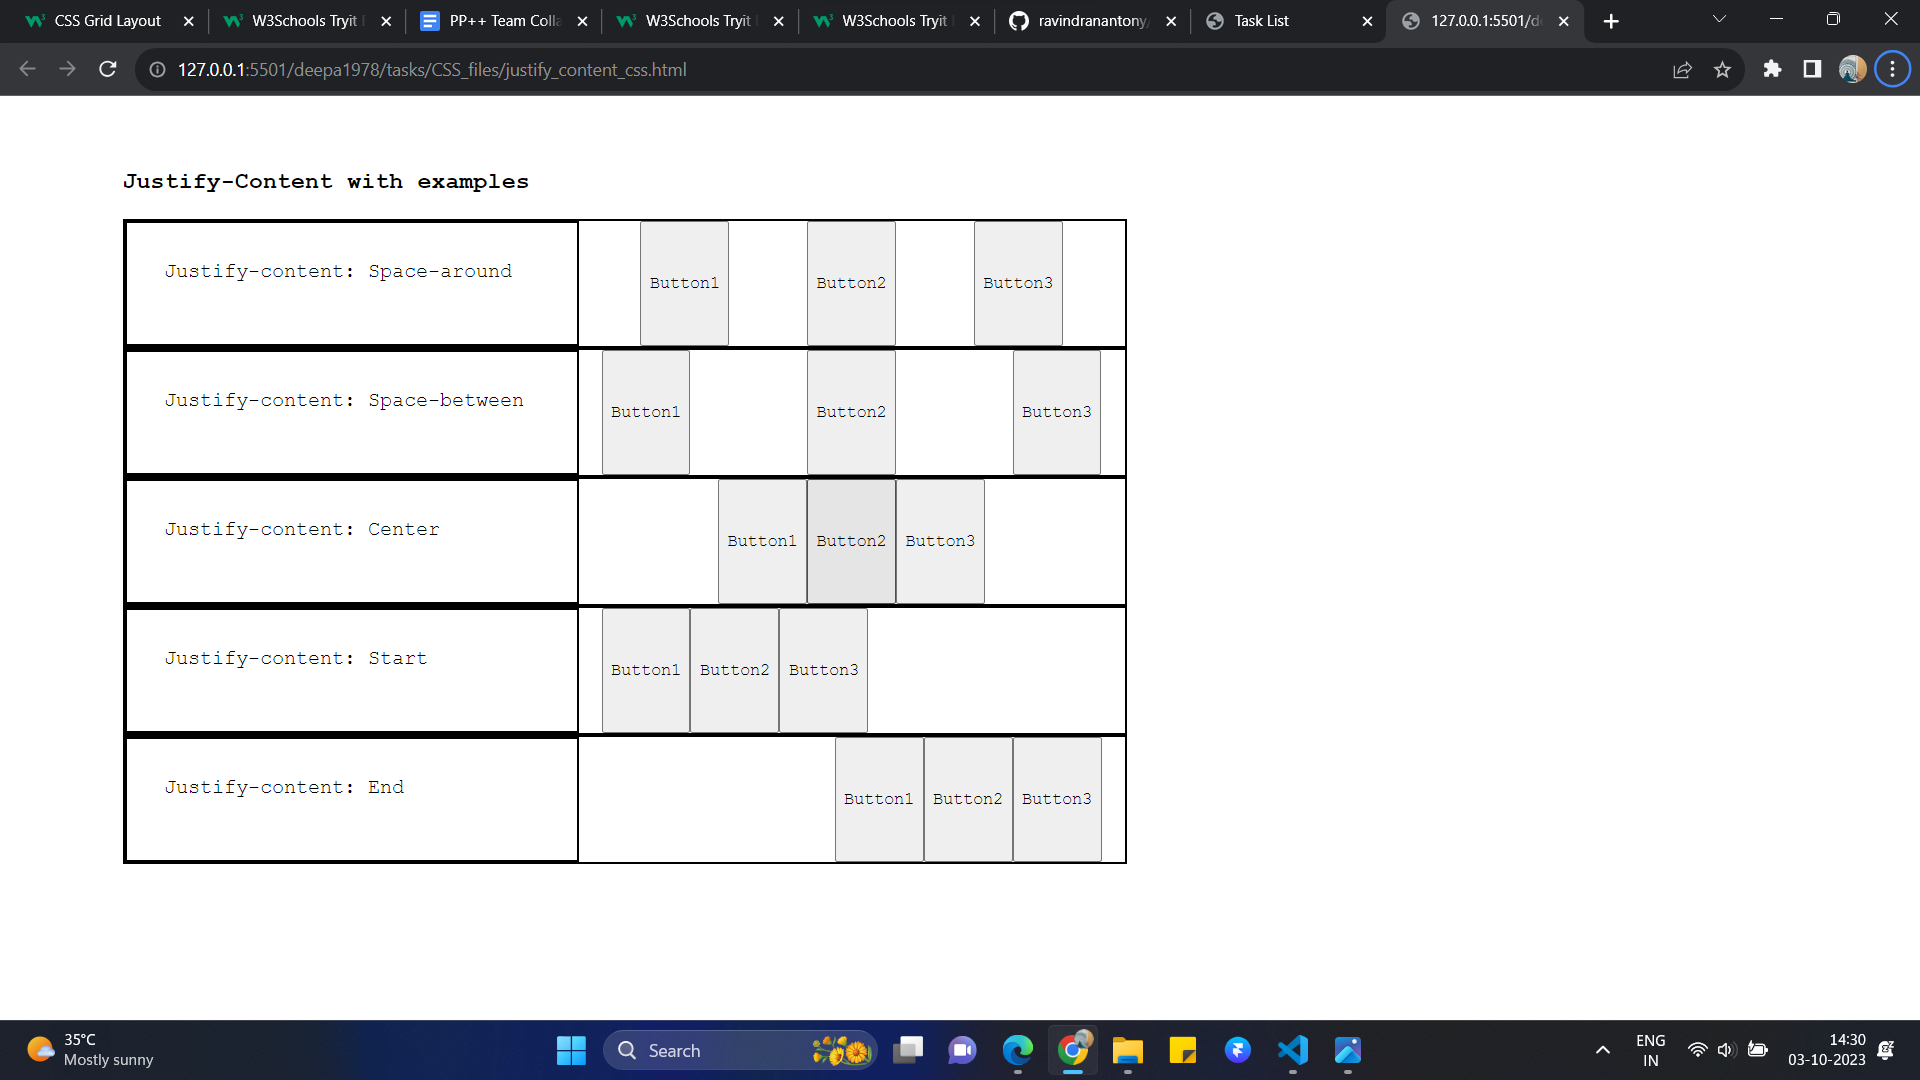 CSS Grid Layout
W3Schools Tryit
PP++ Team Colla
W3Schools Tryit
W3Schools Tryit
ravindranantony/
Task List
127.0.0.1:5501/de
127.0.0.1:5501/deepa1978/tasks/CSS_files/justify_content_css.html
Justify-Content with examples
Justify-content: Space-around
Button1 Button2 Button3
Justify-content: Space-between
Button1 Button2 Button3
Justify-content: Center
Button1 Button2 Button3
Justify-content: Start
Button1 Button2 Button3
Justify-content: End
Button1 Button2 Button3
35°C
Mostly sunny
Search
ENG
IN
14:30
03-10-2023